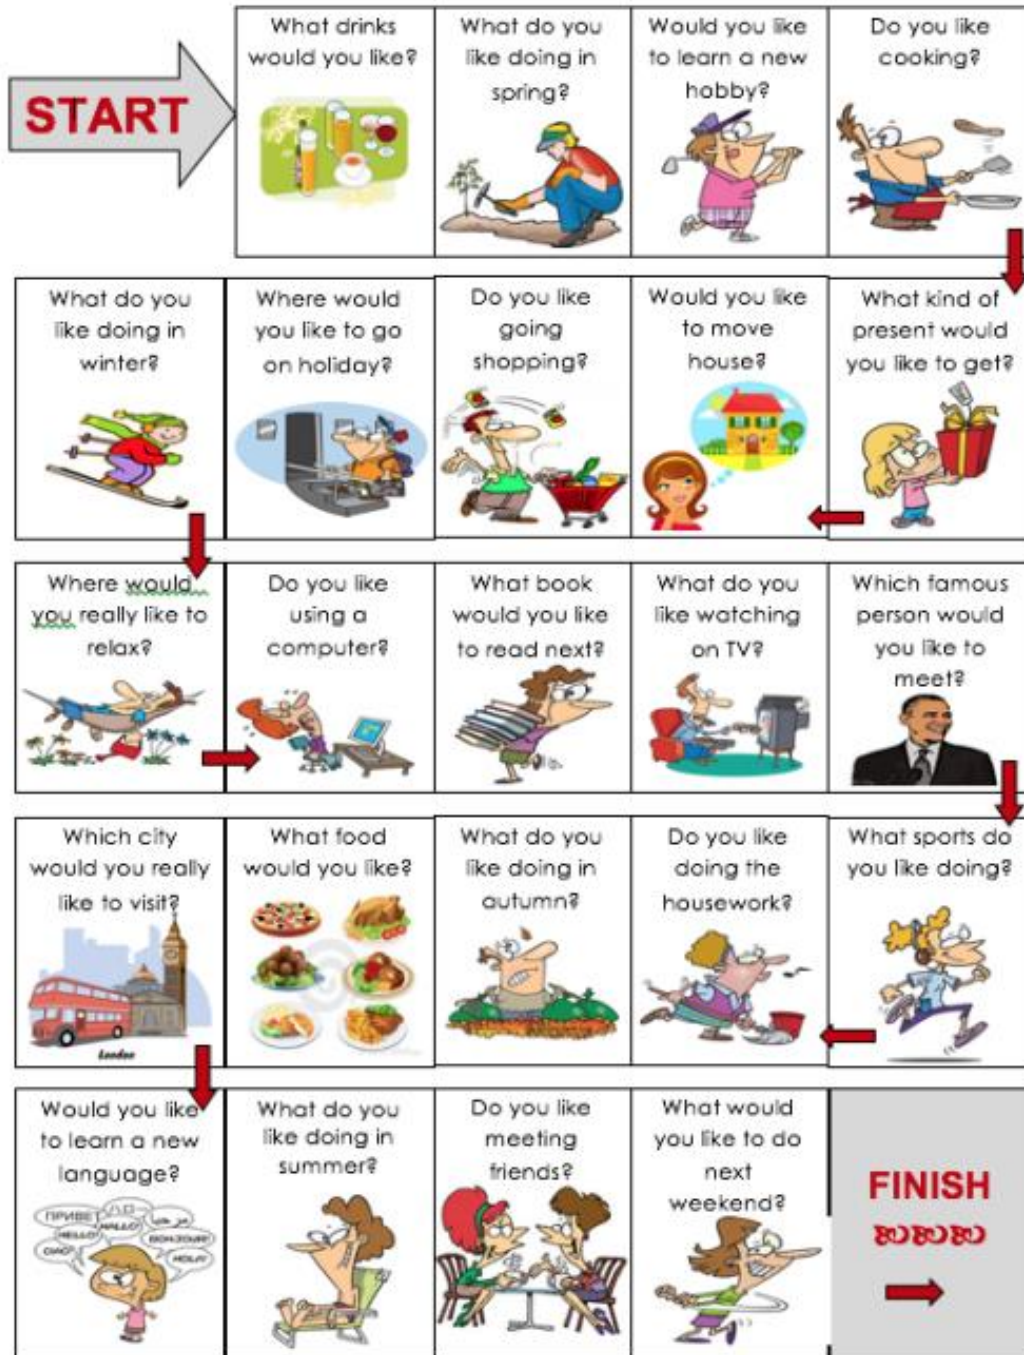 START
What drinks
would you like?
What do you
like doing in
spring?
Would you like
to learn a new
hobby?
Do you like
cooking?
What kind of
present would
you like to get?
Would you like
to move
house?
Do you like
going
shopping?
Where would
you like to go
on holiday?
What do you
like doing in
winter?
Where would
you really like to
relax?
Do you like
using a
computer?
What book
would you like
to read next?
What do you
like watching
on TV?
Which famous
person would
you like to
meet?
What sports do
you like doing?
Do you like
doing the
housework?
What do you
like doing in
autumn?
What food
would you like?
Which city
would you really
like to visit?
London
Would you like
to learn a new
language?
ПРИВЕТ
HALLO!
HELLO!
CIAO!
BONJOUR!
HOLA!
What do you
like doing in
summer?
Do you like
meeting
friends?
What would
you like to do
next
weekend?
FINISH